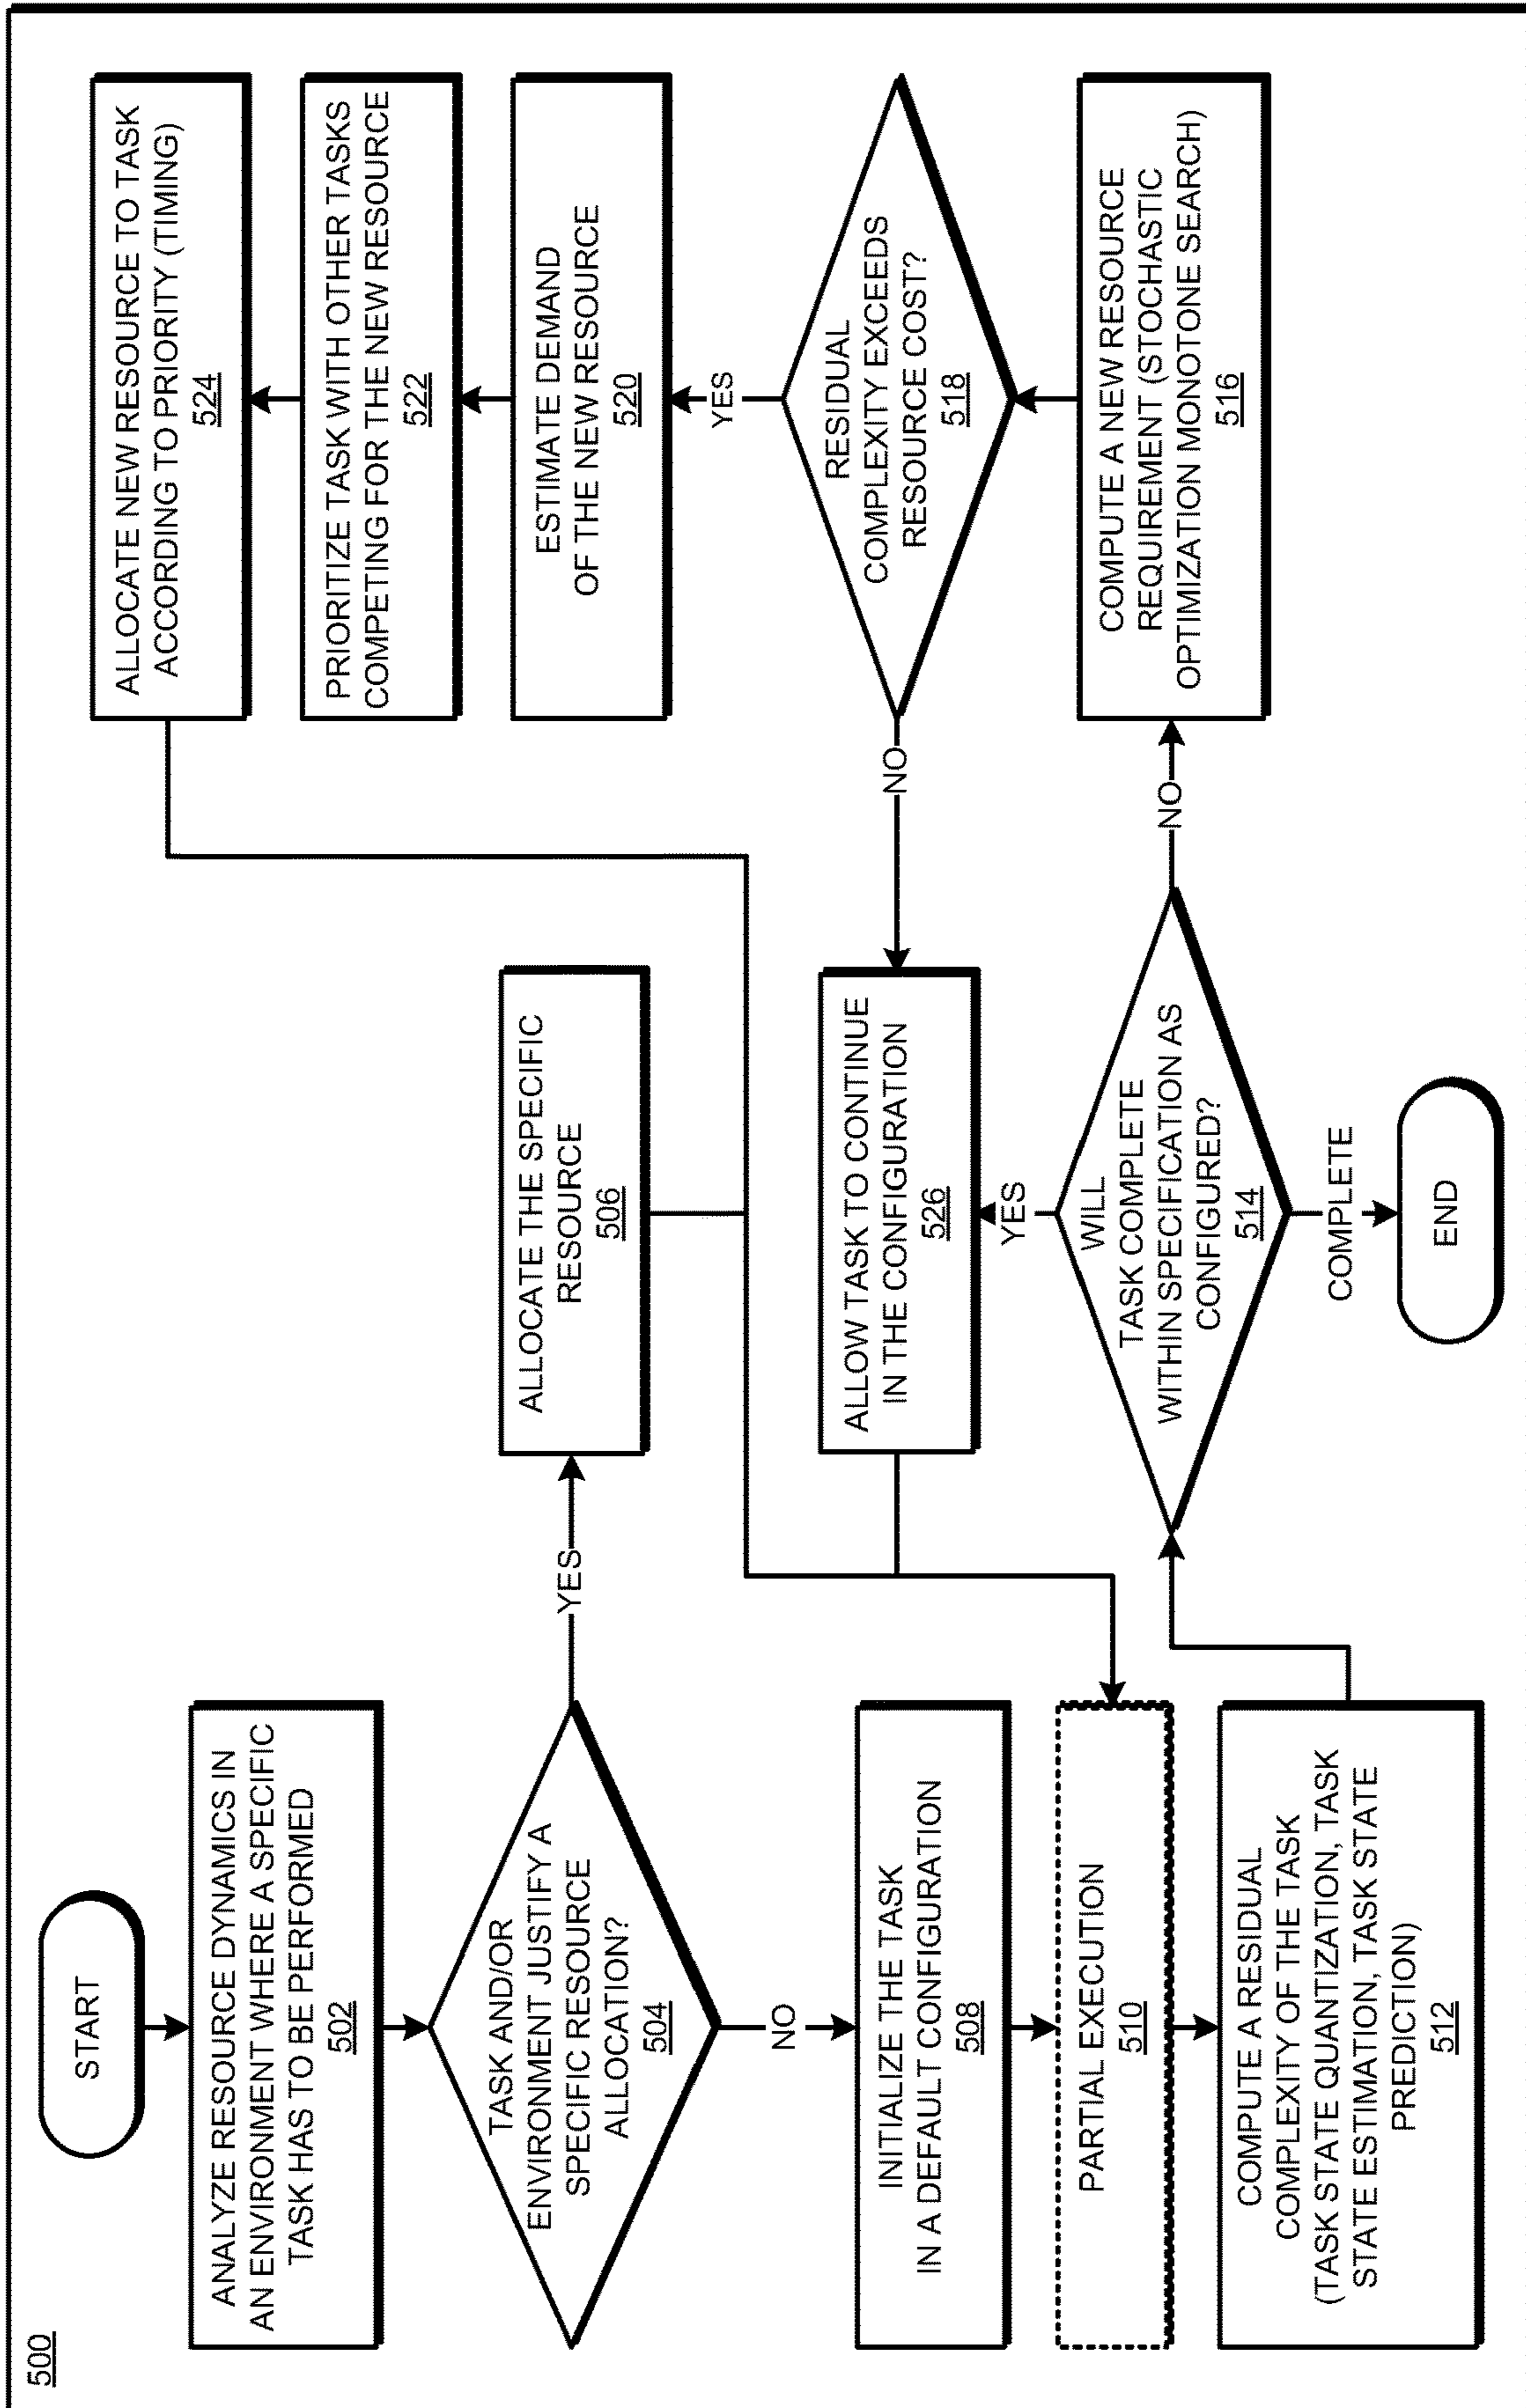 500
START
ANALYZE RESOURCE DYNAMICS IN
AN ENVIRONMENT WHERE A SPECIFIC
TASK HAS TO BE PERFORMED
502
TASK AND/OR
ENVIRONMENT JUSTIFY A
SPECIFIC RESOURCE
ALLOCATION?
504
YES
ALLOCATE THE SPECIFIC
RESOURCE
506
NO
INITIALIZE THE TASK
IN A DEFAULT CONFIGURATION
508
PARTIAL EXECUTION
510
COMPUTE A RESIDUAL
COMPLEXITY OF THE TASK
(TASK STATE QUANTIZATION, TASK
STATE ESTIMATION, TASK STATE
PREDICTION)
512
WILL
TASK COMPLETE
WITHIN SPECIFICATION AS
CONFIGURED?
514
COMPLETE
END
YES
ALLOW TASK TO CONTINUE
IN THE CONFIGURATION
526
NO
COMPUTE A NEW RESOURCE
REQUIREMENT (STOCHASTIC
OPTIMIZATION MONOTONE SEARCH)
516
RESIDUAL
COMPLEXITY EXCEEDS
RESOURCE COST?
518
NO
YES
ESTIMATE DEMAND
OF THE NEW RESOURCE
520
PRIORITIZE TASK WITH OTHER TASKS
COMPETING FOR THE NEW RESOURCE
522
ALLOCATE NEW RESOURCE TO TASK
ACCORDING TO PRIORITY (TIMING)
524